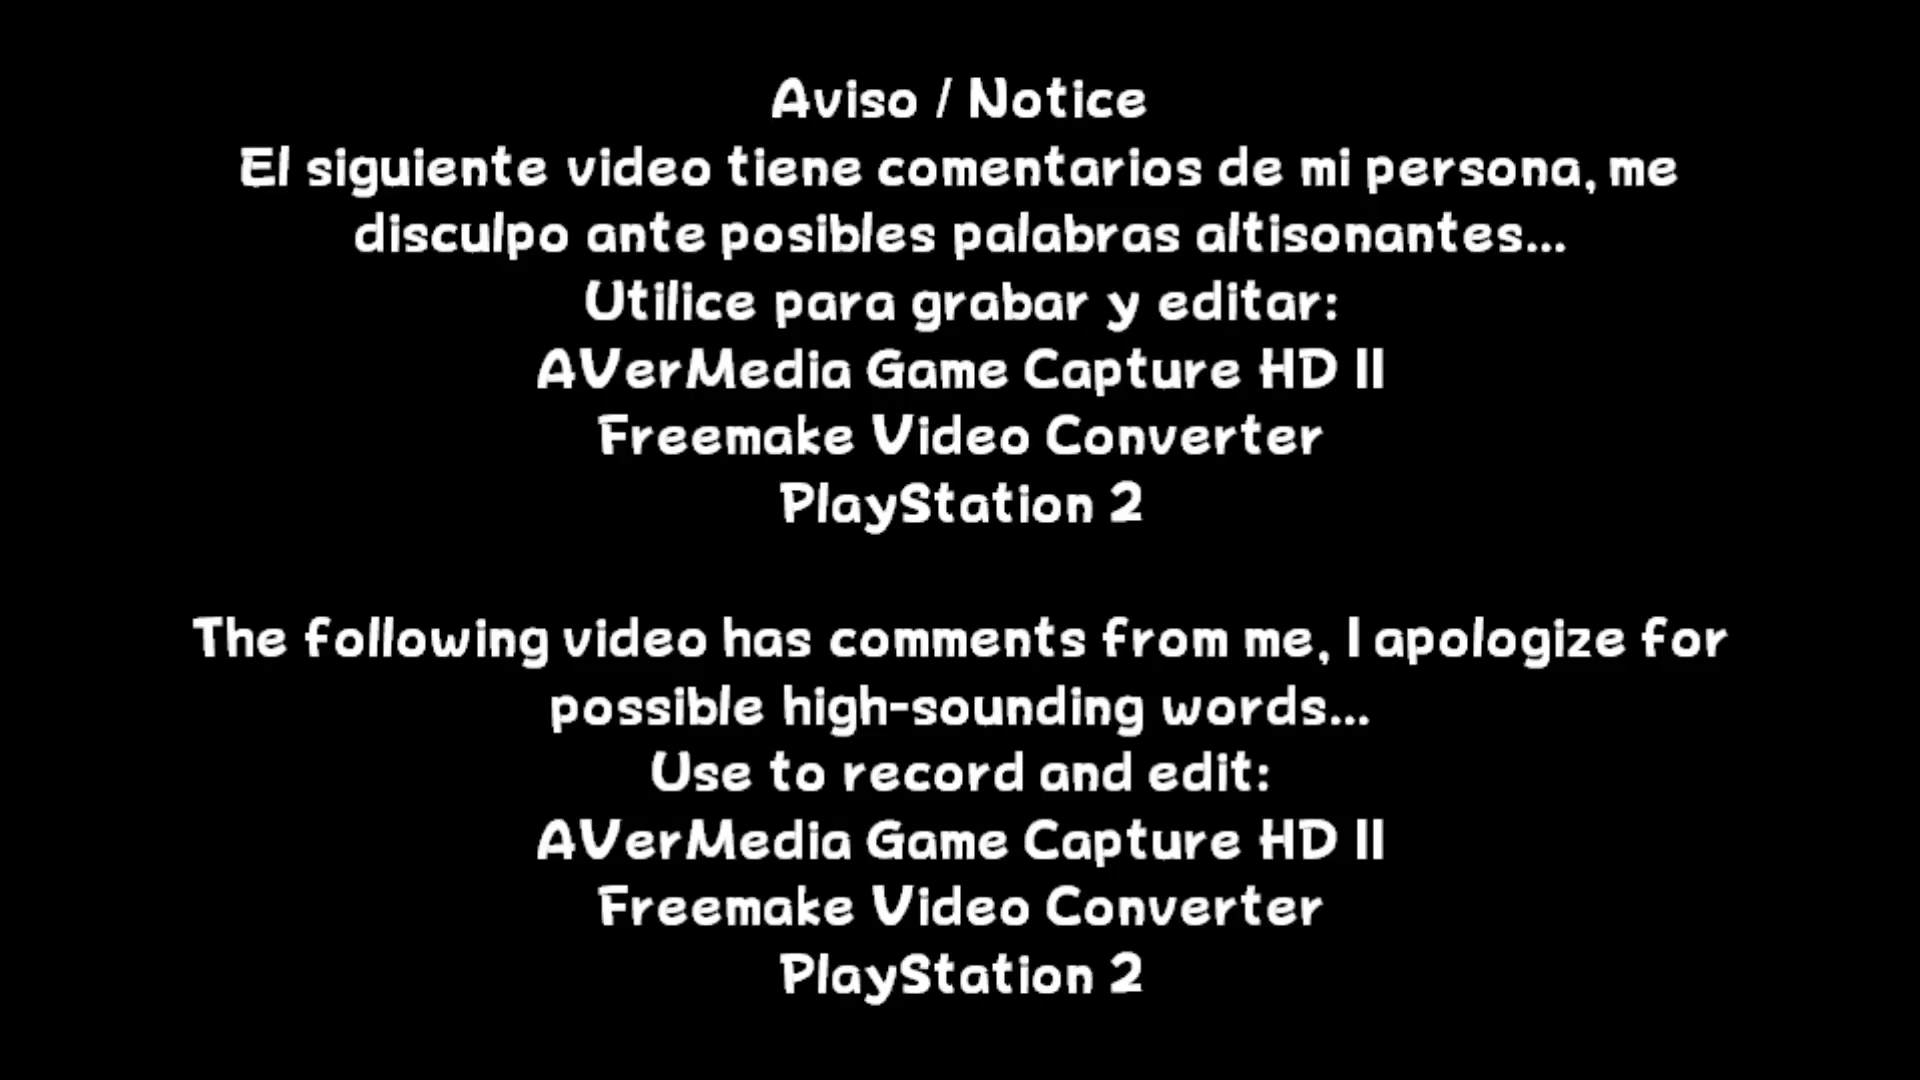 Aviso / Notice
El siguiente video tiene comentarios de mi persona, me
disculpo ante posibles palabras altisonantes...
Utilice para grabar y editar:
AVerMedia Game Capture HD II
Freemake Video Converter
PlayStation 2
The following video has comments from me, I apologize for
possible high-sounding words...
Use to record and edit:
AVerMedia Game Capture HD II
Freemake Video Converter
PlayStation 2